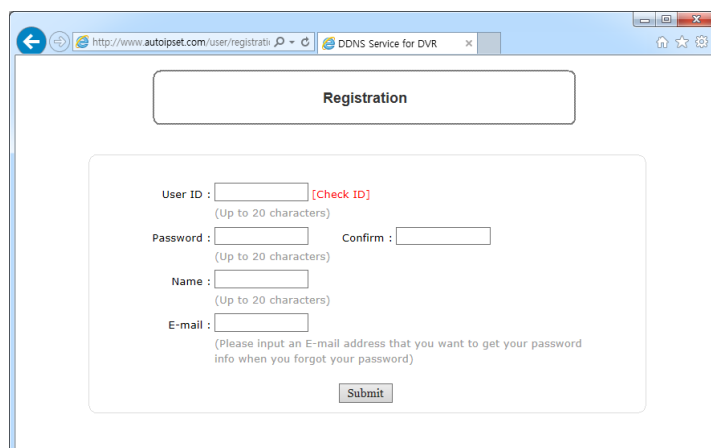 http://www.autoipset.com/user/registrati
DDNS Service for DVR
Registration
User ID : [Check ID]
(Up to 20 characters)
Password : Confirm :
(Up to 20 characters)
Name :
(Up to 20 characters)
E-mail :
(Please input an E-mail address that you want to get your password
info when you forgot your password)
Submit